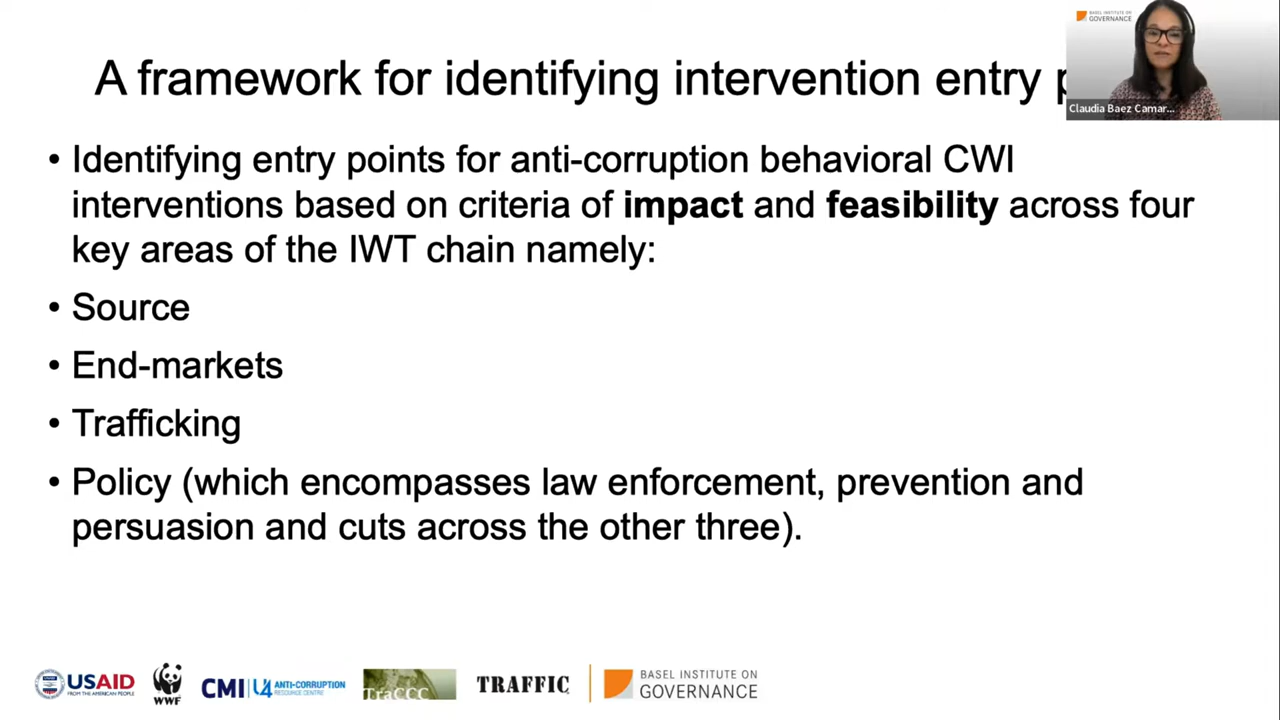 BASEL INSTITUTE ON
GOVERNANCE
A framework for identifying intervention entry p
Claudia Baez Camar...
• Identifying entry points for anti-corruption behavioral CWI
interventions based on criteria of impact and feasibility across four
key areas of the IWT chain namely:
• Source
• End-markets
• Trafficking
• Policy (which encompasses law enforcement, prevention and
persuasion and cuts across the other three).
USAID
FROM THE AMERICAN PEOPLE
WWF
CMI U4 ANTI-CORRUPTION
RESOURCE CENTRE
TraCCC
TRAFFIC
BASEL INSTITUTE ON
GOVERNANCE